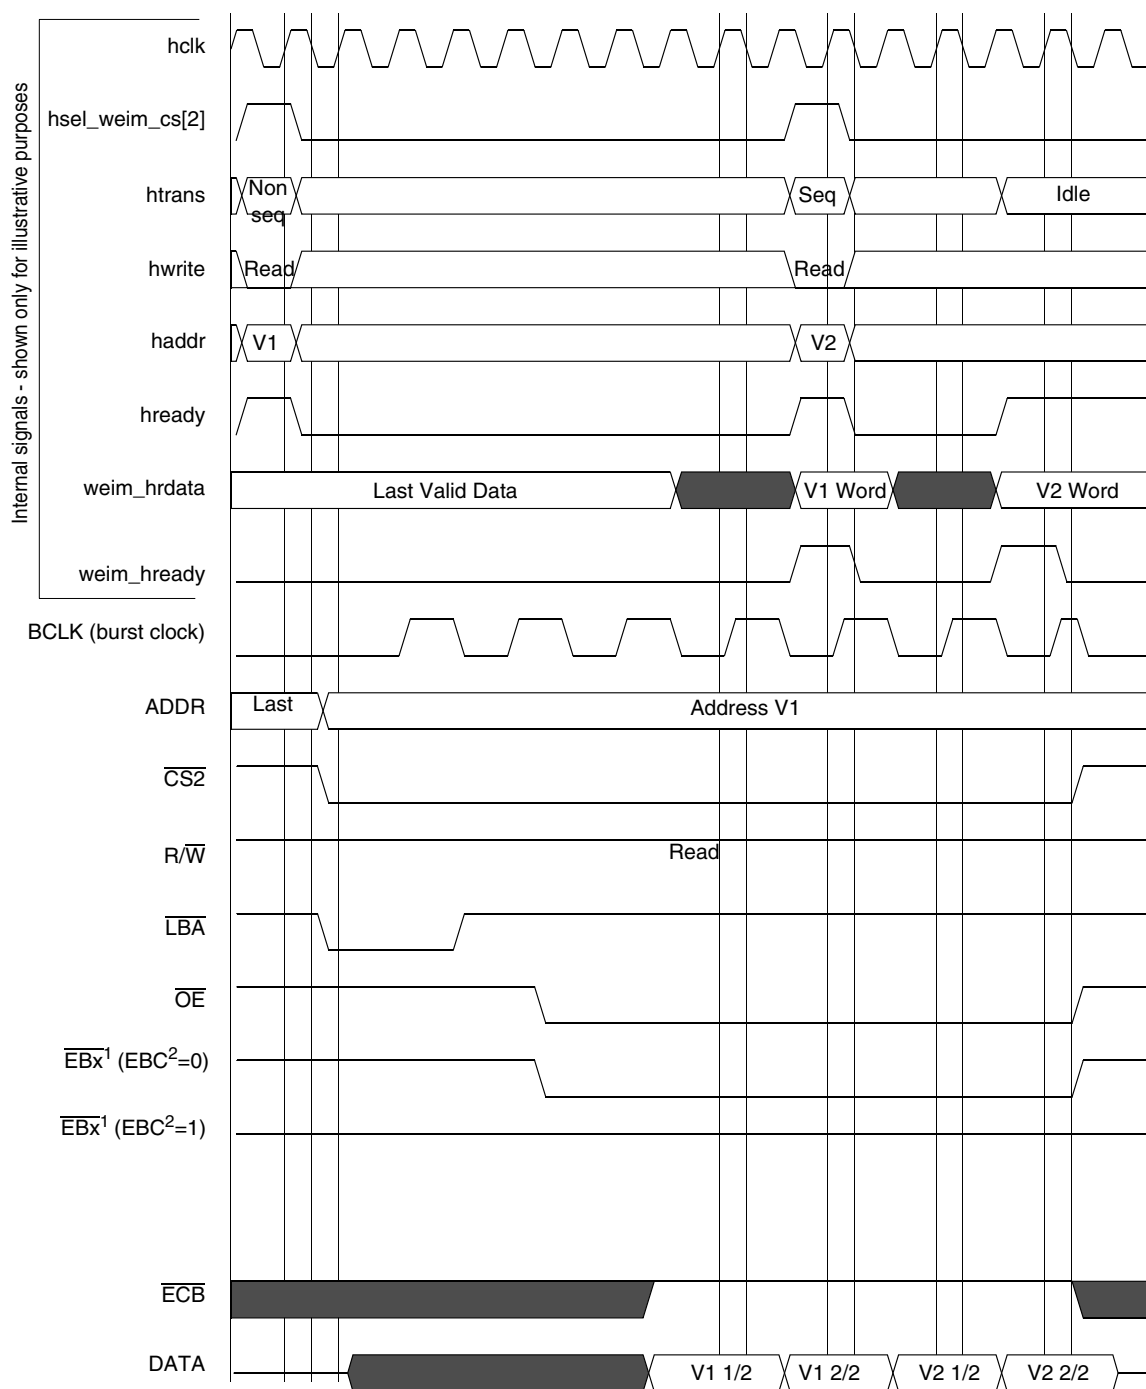 Internal signals - shown only for illustrative purposes
hclk
hsel_weim_cs[2]
htrans
Non
seq
Seq
Idle
hwrite
Read
Read
haddr
V1
V2
hready
weim_hrdata
Last Valid Data
V1 Word
V2 Word
weim_hready
BCLK (burst clock)
ADDR
Last
Address V1
CS2
R/W
Read
LBA
OE
EBx¹ (EBC²=0)
EBx¹ (EBC²=1)
ECB
DATA
V1 1/2
V1 2/2
V2 1/2
V2 2/2